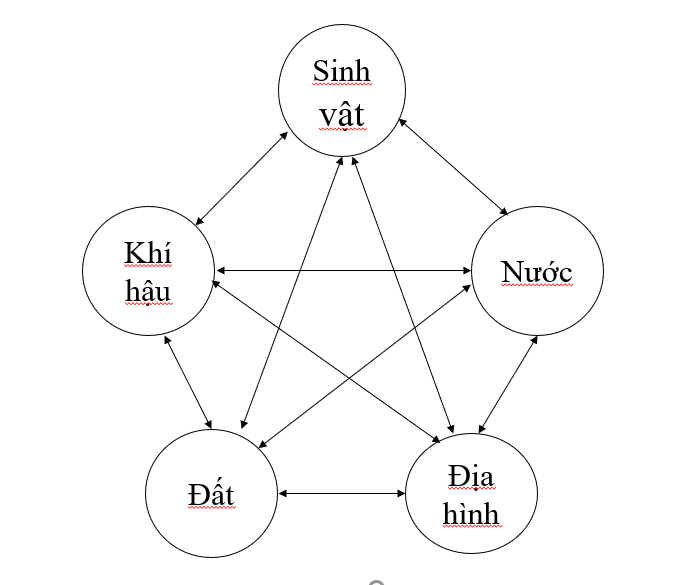 Sinh
vật
Khí
hậu
Nước
Đất
Địa
hình